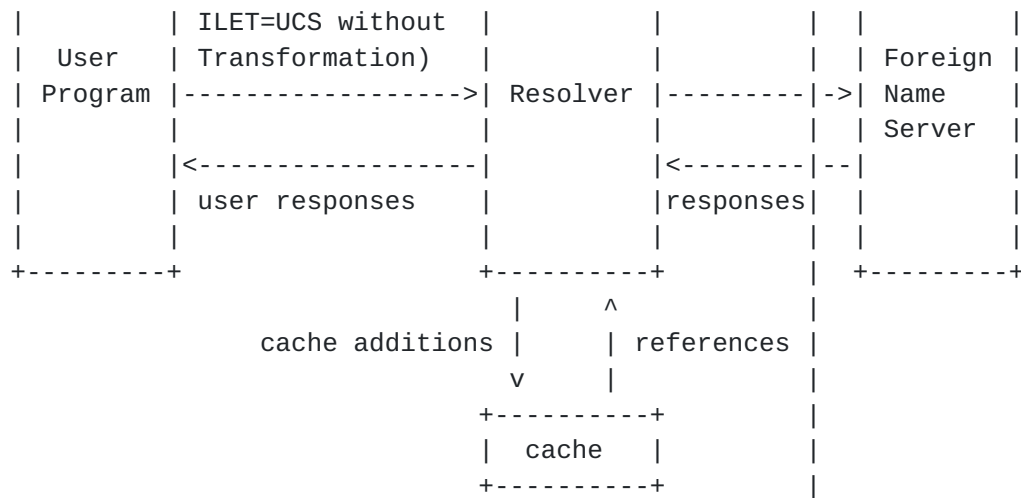 ILET=UCS without
User Transformation) Foreign
Program Resolver Name
Server
user responses responses
cache additions references
cache